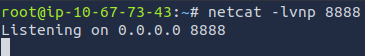 root@ip-10-67-73-43:~# netcat -lvnp 8888
Listening on 0.0.0.0 8888